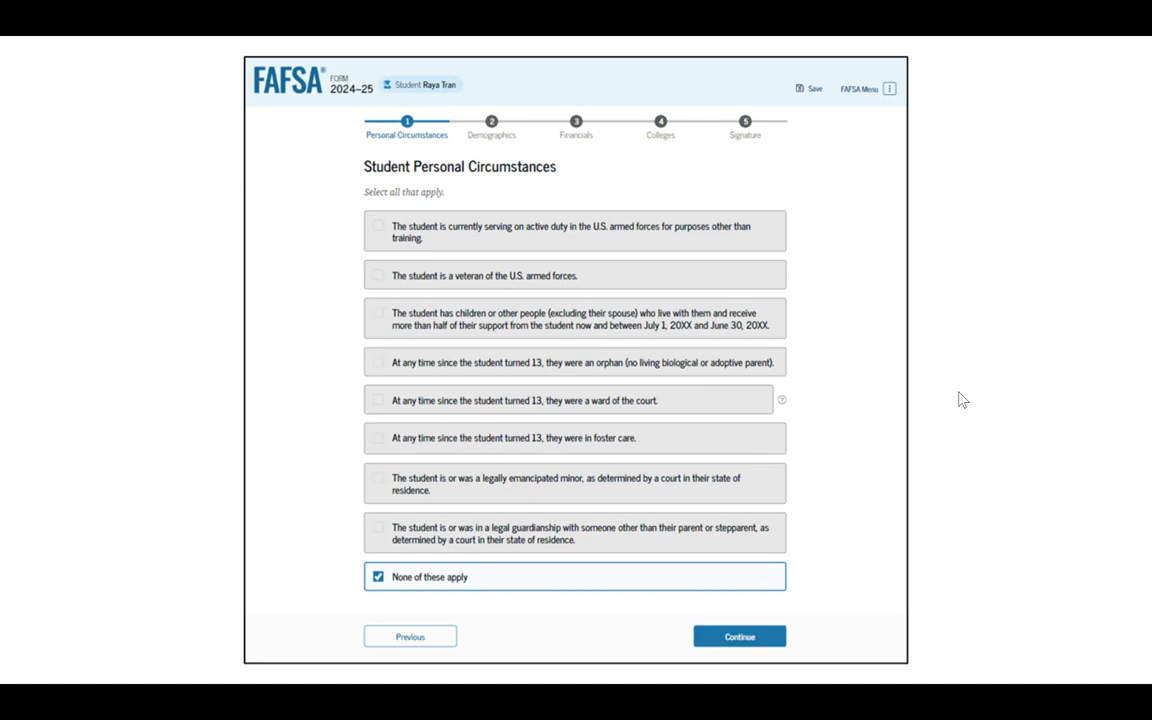 FAFSA® FORM
2024–25 Student Raya Tran
Save FAFSA Menu
1 2 3 4 5
Personal Circumstances Demographics Financials Colleges Signature
Student Personal Circumstances
Select all that apply.
The student is currently serving on active duty in the U.S. armed forces for purposes other than
training.
The student is a veteran of the U.S. armed forces.
The student has children or other people (excluding their spouse) who live with them and receive
more than half of their support from the student now and between July 1, 20XX and June 30, 20XX.
At any time since the student turned 13, they were an orphan (no living biological or adoptive parent).
At any time since the student turned 13, they were a ward of the court.
At any time since the student turned 13, they were in foster care.
The student is or was a legally emancipated minor, as determined by a court in their state of
residence.
The student is or was in a legal guardianship with someone other than their parent or stepparent, as
determined by a court in their state of residence.
None of these apply
Previous Continue